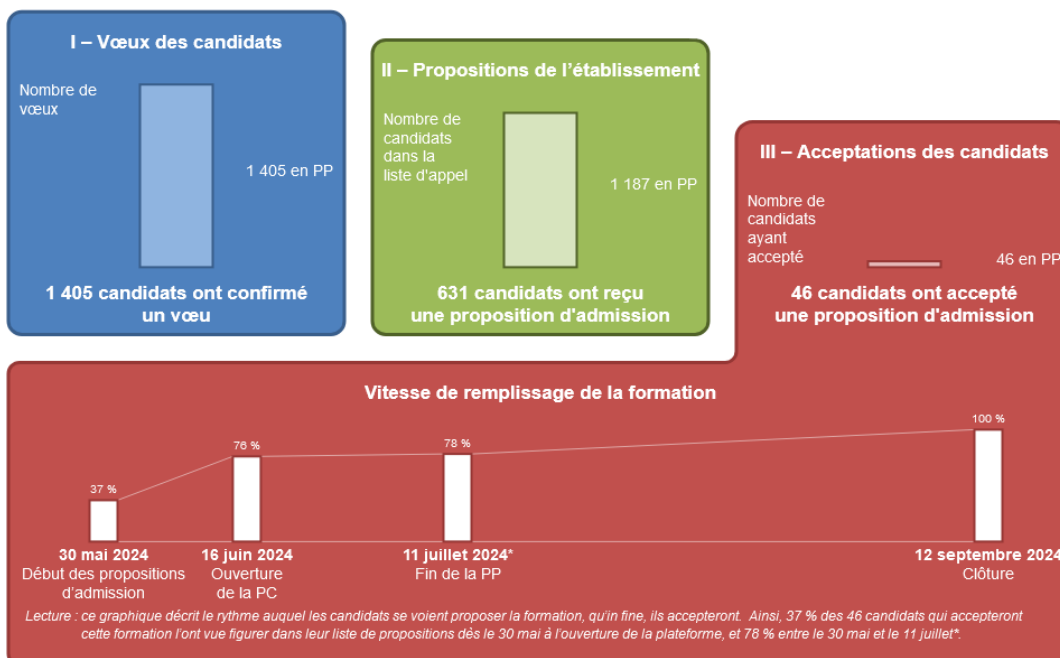 I – Vœux des candidats
Nombre de
vœux
1 405 en PP
1 405 candidats ont confirmé
un vœu
II – Propositions de l'établissement
Nombre de
candidats
dans la
liste d'appel
1 187 en PP
631 candidats ont reçu
une proposition d'admission
III – Acceptations des candidats
Nombre de
candidats
ayant
accepté
46 en PP
46 candidats ont accepté
une proposition d'admission
Vitesse de remplissage de la formation
37 %
76 %
78 %
100 %
30 mai 2024
Début des propositions
d'admission
16 juin 2024
Ouverture
de la PC
11 juillet 2024*
Fin de la PP
12 septembre 2024
Clôture
Lecture : ce graphique décrit le rythme auquel les candidats se voient proposer la formation, qu'in fine, ils accepteront. Ainsi, 37 % des 46 candidats qui accepteront
cette formation l'ont vue figurer dans leur liste de propositions dès le 30 mai à l'ouverture de la plateforme, et 78 % entre le 30 mai et le 11 juillet*.